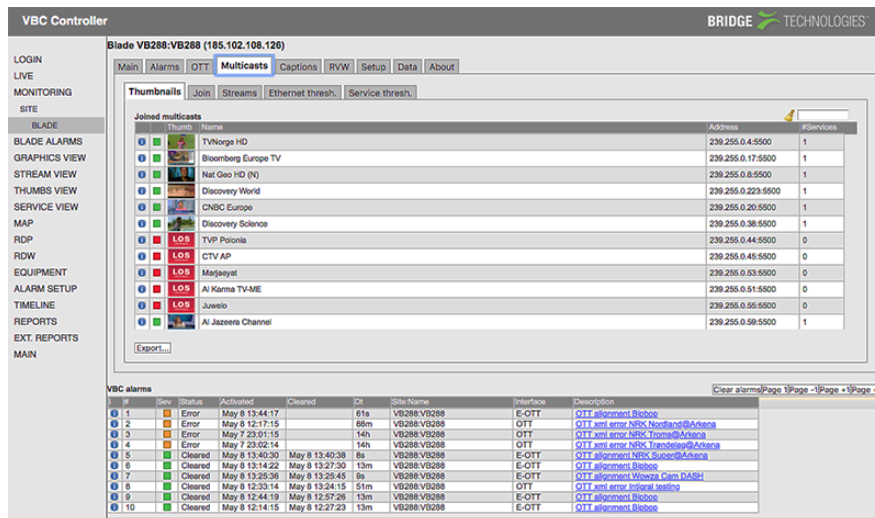 VBC Controller
BRIDGE TECHNOLOGIES
Blade VB288:VB288 (185.102.108.126)
LOGIN
LIVE
MONITORING
SITE
BLADE
BLADE ALARMS
GRAPHICS VIEW
STREAM VIEW
THUMBS VIEW
SERVICE VIEW
MAP
RDP
RDW
EQUIPMENT
ALARM SETUP
TIMELINE
REPORTS
EXT. REPORTS
MAIN
Main Alarms OTT Multicasts Captions RVW Setup Data About
Thumbnails Join Streams Ethernet thresh. Service thresh.
Joined multicasts
Thumb Name Address #Services
TVNorge HD 239.255.0.4:5500 1
Bloomberg Europe TV 239.255.0.17:5500 1
Nat Geo HD (N) 239.255.0.8:5500 1
Discovery World 239.255.0.223:5500 1
CNBC Europe 239.255.0.20:5500 1
Discovery Science 239.255.0.38:5500 1
LOS TVP Polonia 239.255.0.44:5500 0
LOS CTV AP 239.255.0.45:5500 0
LOS Marjaeyat 239.255.0.53:5500 0
LOS Al Karma TV-ME 239.255.0.51:5500 0
LOS Juwelo 239.255.0.55:5500 0
Al Jazeera Channel 239.255.0.59:5500 1
Export...
VBC alarms
Clear alarms Page 1 Page -1 Page +1 Page
# Sev Status Activated Cleared Dt Site:Name Interface Description
1 Error May 8 13:44:17 61s VB288:VB288 E-OTT OTT alignment Bipbop
2 Error May 8 12:17:15 88m VB288:VB288 OTT OTT xml error NRK Nordland@Arkena
3 Error May 7 23:01:15 14h VB288:VB288 OTT OTT xml error NRK Troms@Arkena
4 Error May 7 23:02:14 14h VB288:VB288 OTT OTT xml error NRK Trøndelag@Arkena
5 Cleared May 8 13:40:30 May 8 13:40:38 8s VB288:VB288 E-OTT OTT alignment NRK Super@Arkena
6 Cleared May 8 13:14:22 May 8 13:27:30 13m VB288:VB288 E-OTT OTT alignment Bipbop
7 Cleared May 8 13:25:36 May 8 13:25:45 9s VB288:VB288 E-OTT OTT alignment Wowza Cam DASH
8 Cleared May 8 12:33:14 May 8 13:24:15 51m VB288:VB288 OTT OTT xml error Intigral testing
9 Cleared May 8 12:44:19 May 8 12:57:26 13m VB288:VB288 E-OTT OTT alignment Bipbop
10 Cleared May 8 12:14:15 May 8 12:27:23 13m VB288:VB288 E-OTT OTT alignment Bipbop